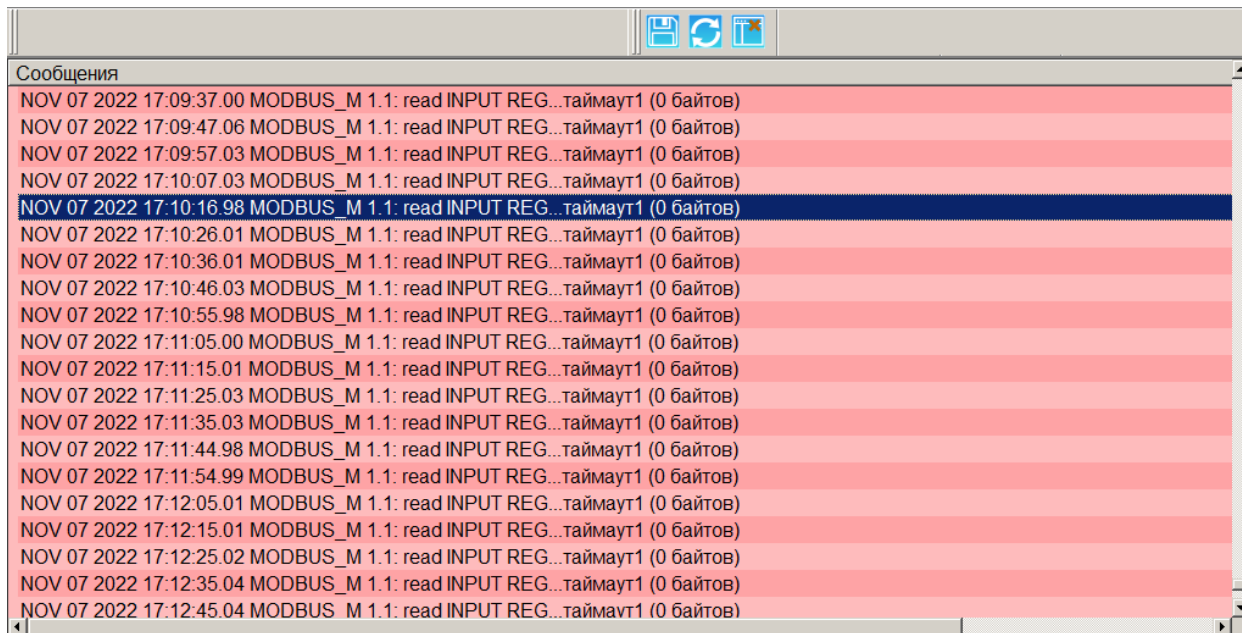 Сообщения
NOV 07 2022 17:09:37.00 MODBUS_M 1.1: read INPUT REG...таймаут1 (0 байтов)
NOV 07 2022 17:09:47.06 MODBUS_M 1.1: read INPUT REG...таймаут1 (0 байтов)
NOV 07 2022 17:09:57.03 MODBUS_M 1.1: read INPUT REG...таймаут1 (0 байтов)
NOV 07 2022 17:10:07.03 MODBUS_M 1.1: read INPUT REG...таймаут1 (0 байтов)
NOV 07 2022 17:10:16.98 MODBUS_M 1.1: read INPUT REG...таймаут1 (0 байтов)
NOV 07 2022 17:10:26.01 MODBUS_M 1.1: read INPUT REG...таймаут1 (0 байтов)
NOV 07 2022 17:10:36.01 MODBUS_M 1.1: read INPUT REG...таймаут1 (0 байтов)
NOV 07 2022 17:10:46.03 MODBUS_M 1.1: read INPUT REG...таймаут1 (0 байтов)
NOV 07 2022 17:10:55.98 MODBUS_M 1.1: read INPUT REG...таймаут1 (0 байтов)
NOV 07 2022 17:11:05.00 MODBUS_M 1.1: read INPUT REG...таймаут1 (0 байтов)
NOV 07 2022 17:11:15.01 MODBUS_M 1.1: read INPUT REG...таймаут1 (0 байтов)
NOV 07 2022 17:11:25.03 MODBUS_M 1.1: read INPUT REG...таймаут1 (0 байтов)
NOV 07 2022 17:11:35.03 MODBUS_M 1.1: read INPUT REG...таймаут1 (0 байтов)
NOV 07 2022 17:11:44.98 MODBUS_M 1.1: read INPUT REG...таймаут1 (0 байтов)
NOV 07 2022 17:11:54.99 MODBUS_M 1.1: read INPUT REG...таймаут1 (0 байтов)
NOV 07 2022 17:12:05.01 MODBUS_M 1.1: read INPUT REG...таймаут1 (0 байтов)
NOV 07 2022 17:12:15.01 MODBUS_M 1.1: read INPUT REG...таймаут1 (0 байтов)
NOV 07 2022 17:12:25.02 MODBUS_M 1.1: read INPUT REG...таймаут1 (0 байтов)
NOV 07 2022 17:12:35.04 MODBUS_M 1.1: read INPUT REG...таймаут1 (0 байтов)
NOV 07 2022 17:12:45.04 MODBUS_M 1.1: read INPUT REG...таймаут1 (0 байтов)